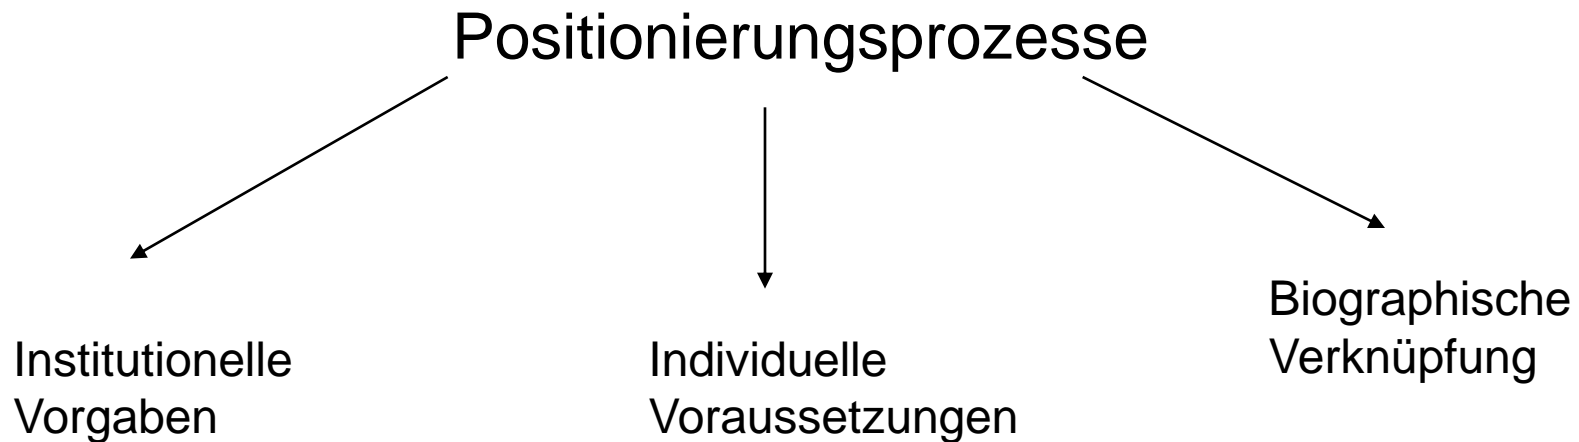 Positionierungsprozesse
Institutionelle
Vorgaben
Individuelle
Voraussetzungen
Biographische
Verknüpfung